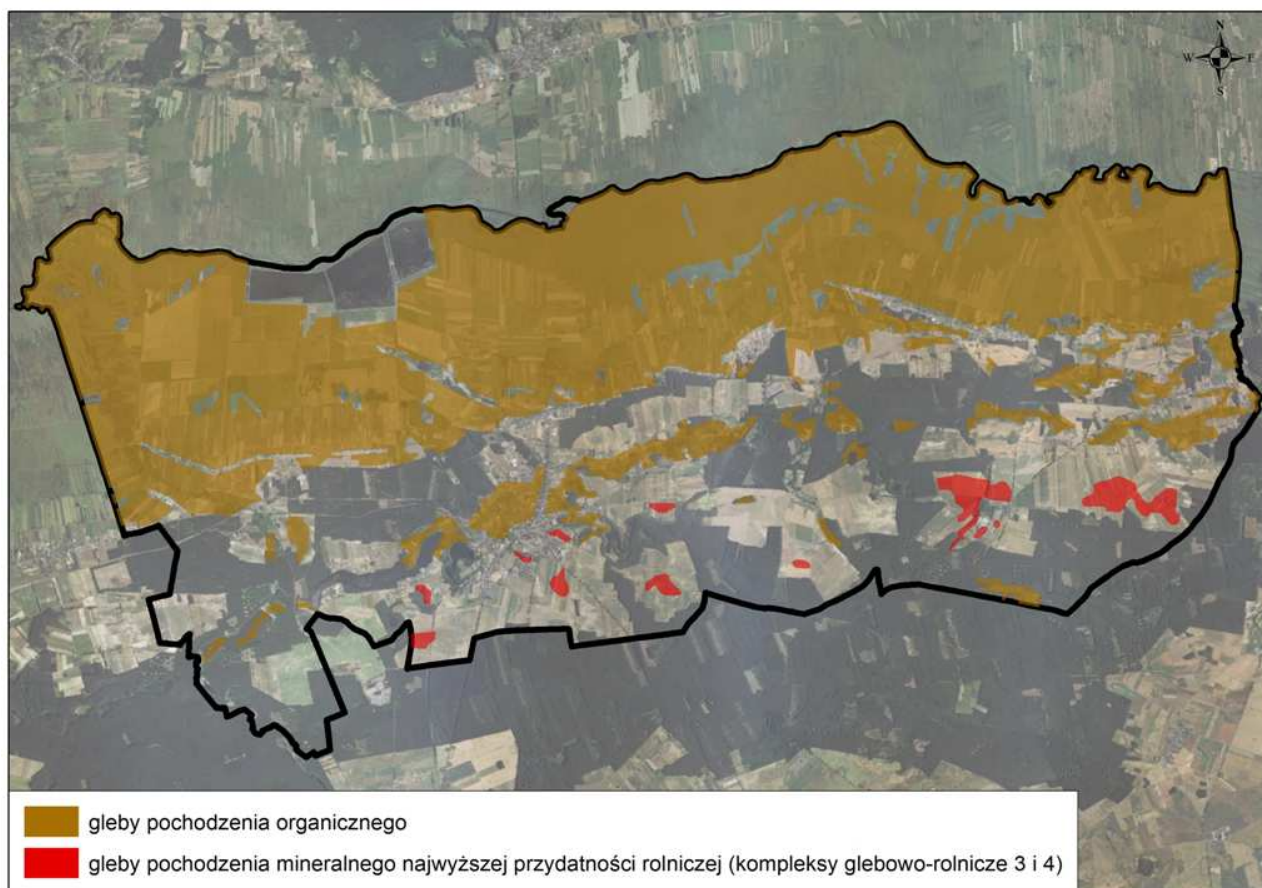 N
W E
S
gleby pochodzenia organicznego
gleby pochodzenia mineralnego najwyższej przydatności rolniczej (kompleksy glebowo-rolnicze 3 i 4)